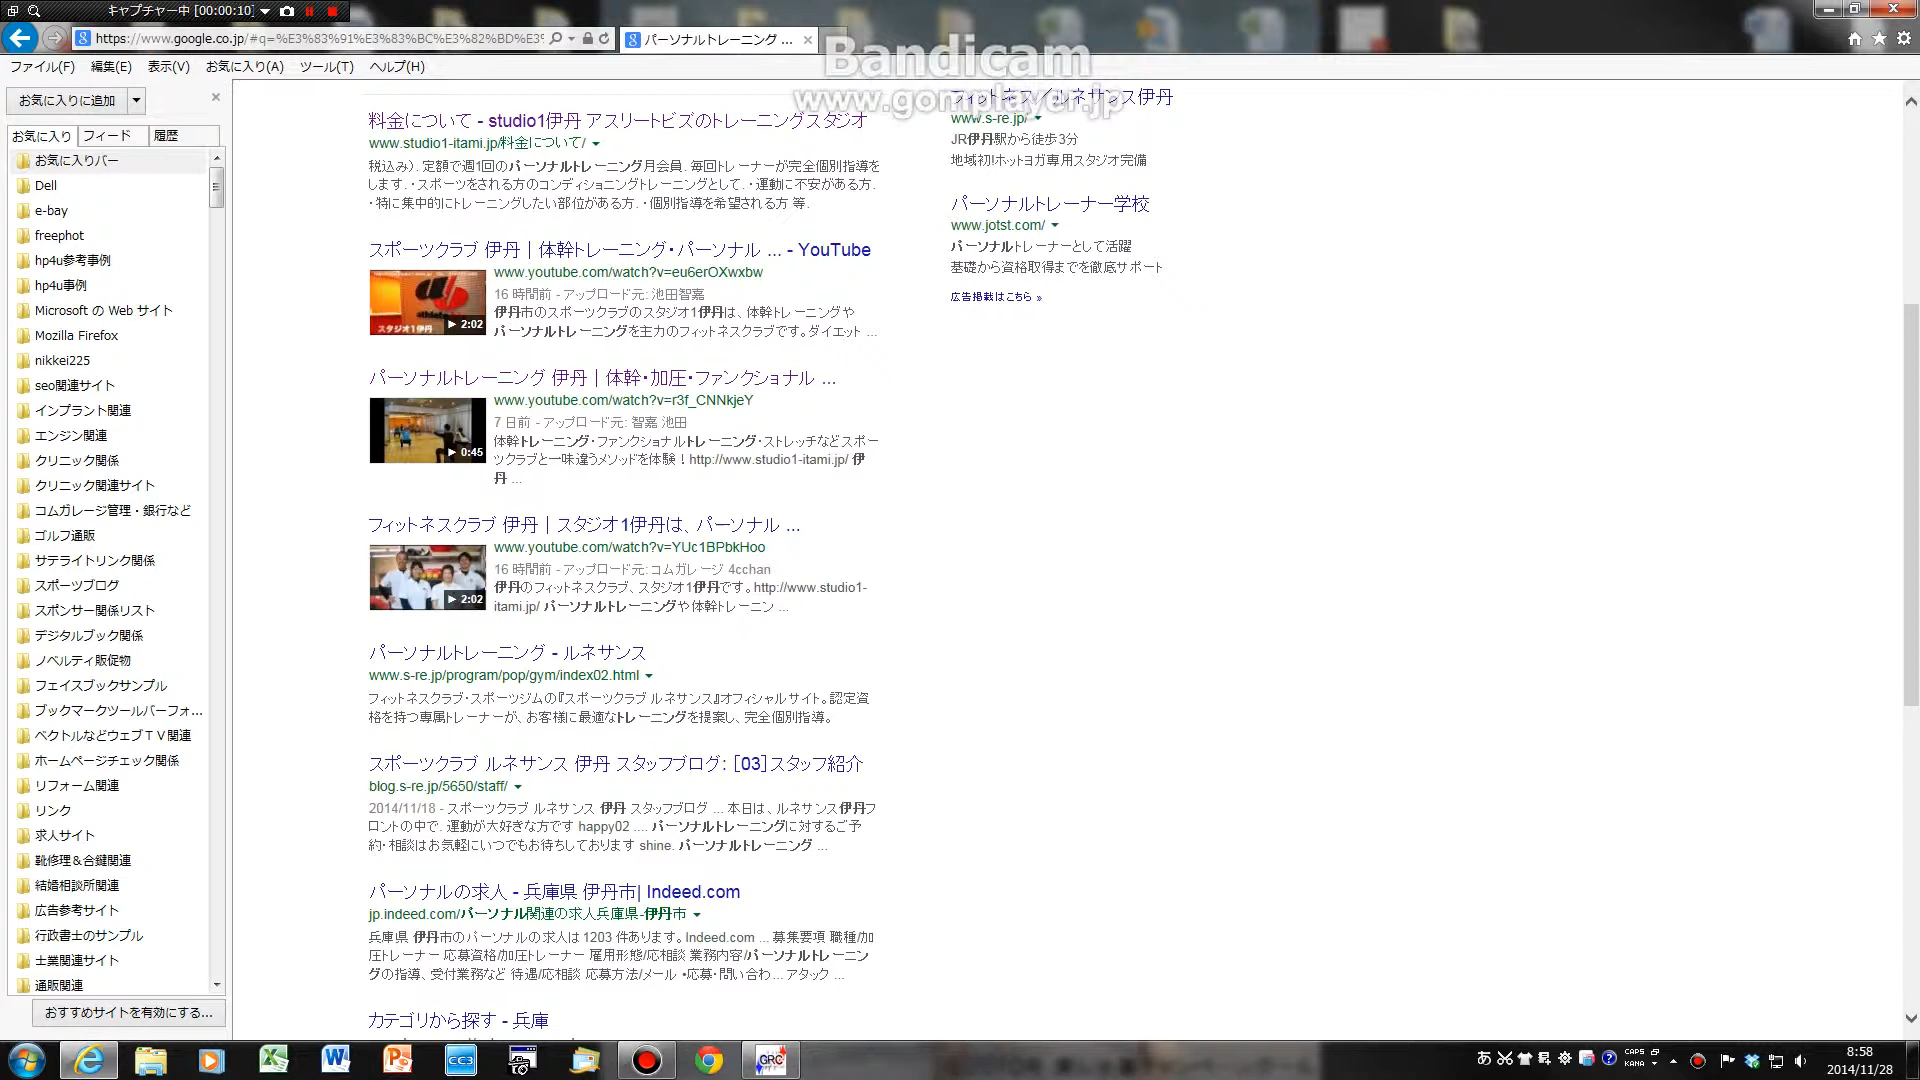 キャプチャー中 [00:00:10]
https://www.google.co.jp/#q=%E3%83%91%E3%83%BC%E3%82%BD%E3%
パーソナルトレーニング ...
Bandicam
www.gomplayer.jp
ファイル(F) 編集(E) 表示(V) お気に入り(A) ツール(T) ヘルプ(H)
お気に入りに追加
お気に入り フィード 履歴
お気に入りバー
Dell
e-bay
freephot
hp4u参考事例
hp4u事例
Microsoft の Web サイト
Mozilla Firefox
nikkei225
seo関連サイト
インプラント関連
エンジン関連
クリニック関係
クリニック関連サイト
コムガレージ管理・銀行など
ゴルフ通販
サテライトリンク関係
スポーツブログ
スポンサー関係リスト
デジタルブック関係
ノベルティ販促物
フェイスブックサンプル
ブックマークツールバーフォ...
ベクトルなどウェブTV関連
ホームページチェック関係
リフォーム関連
リンク
求人サイト
靴修理＆合鍵関連
結婚相談所関連
広告参考サイト
行政書士のサンプル
士業関連サイト
通販関連
おすすめサイトを有効にする...
料金について - studio1伊丹 アスリートビズのトレーニングスタジオ
www.studio1-itami.jp/料金について/
税込み）. 定額で週1回のパーソナルトレーニング月会員. 毎回トレーナーが完全個別指導を
します. ・スポーツをされる方のコンディショニングトレーニングとして. ・運動に不安がある方.
・特に集中的にトレーニングしたい部位がある方. ・個別指導を希望される方 等.
スポーツクラブ 伊丹｜体幹トレーニング・パーソナル ... - YouTube
www.youtube.com/watch?v=eu6erOXwxbw
16 時間前 - アップロード元: 池田智嘉
伊丹市のスポーツクラブのスタジオ1伊丹は、体幹トレーニングや
パーソナルトレーニングを主力のフィットネスクラブです。ダイエット ...
スタジオ1伊丹
2:02
パーソナルトレーニング 伊丹｜体幹・加圧・ファンクショナル ...
www.youtube.com/watch?v=r3f_CNNkjeY
7 日前 - アップロード元: 智嘉 池田
体幹トレーニング・ファンクショナルトレーニング・ストレッチなどスポー
ツクラブと一味違うメソッドを体験！http://www.studio1-itami.jp/ 伊
丹 ...
0:45
フィットネスクラブ 伊丹｜スタジオ1伊丹は、パーソナル ...
www.youtube.com/watch?v=YUc1BPbkHoo
16 時間前 - アップロード元: コムガレージ 4cchan
伊丹のフィットネスクラブ、スタジオ1伊丹です。http://www.studio1-
itami.jp/ パーソナルトレーニングや体幹トレーニン ...
2:02
パーソナルトレーニング - ルネサンス
www.s-re.jp/program/pop/gym/index02.html
フィットネスクラブ・スポーツジムの『スポーツクラブ ルネサンス』オフィシャルサイト。認定資
格を持つ専属トレーナーが、お客様に最適なトレーニングを提案し、完全個別指導。
スポーツクラブ ルネサンス 伊丹 スタッフブログ: [03]スタッフ紹介
blog.s-re.jp/5650/staff/
2014/11/18 - スポーツクラブ ルネサンス 伊丹 スタッフブログ ... 本日は、ルネサンス伊丹フ
ロントの中で. 運動が大好きな方です happy02 .... パーソナルトレーニングに対するご予
約・相談はお気軽にいつでもお待ちしております shine. パーソナルトレーニング ...
パーソナルの求人 - 兵庫県 伊丹市| Indeed.com
jp.indeed.com/パーソナル関連の求人兵庫県-伊丹市
兵庫県 伊丹市のパーソナルの求人は 1203 件あります。Indeed.com ... 募集要項 職種/加
圧トレーナー 応募資格/加圧トレーナー 雇用形態/応相談 業務内容/パーソナルトレーニン
グの指導、受付業務など 待遇/応相談 応募方法/メール ・応募・問い合わ... アタック ...
カテゴリから探す - 兵庫
フィットネス／ルネサンス伊丹
www.s-re.jp/
JR伊丹駅から徒歩3分
地域初!ホットヨガ専用スタジオ完備
パーソナルトレーナー学校
www.jotst.com/
パーソナルトレーナーとして活躍
基礎から資格取得までを徹底サポート
広告掲載はこちら »
CC3
GRC
あ
CAPS
KANA
8:58
2014/11/28